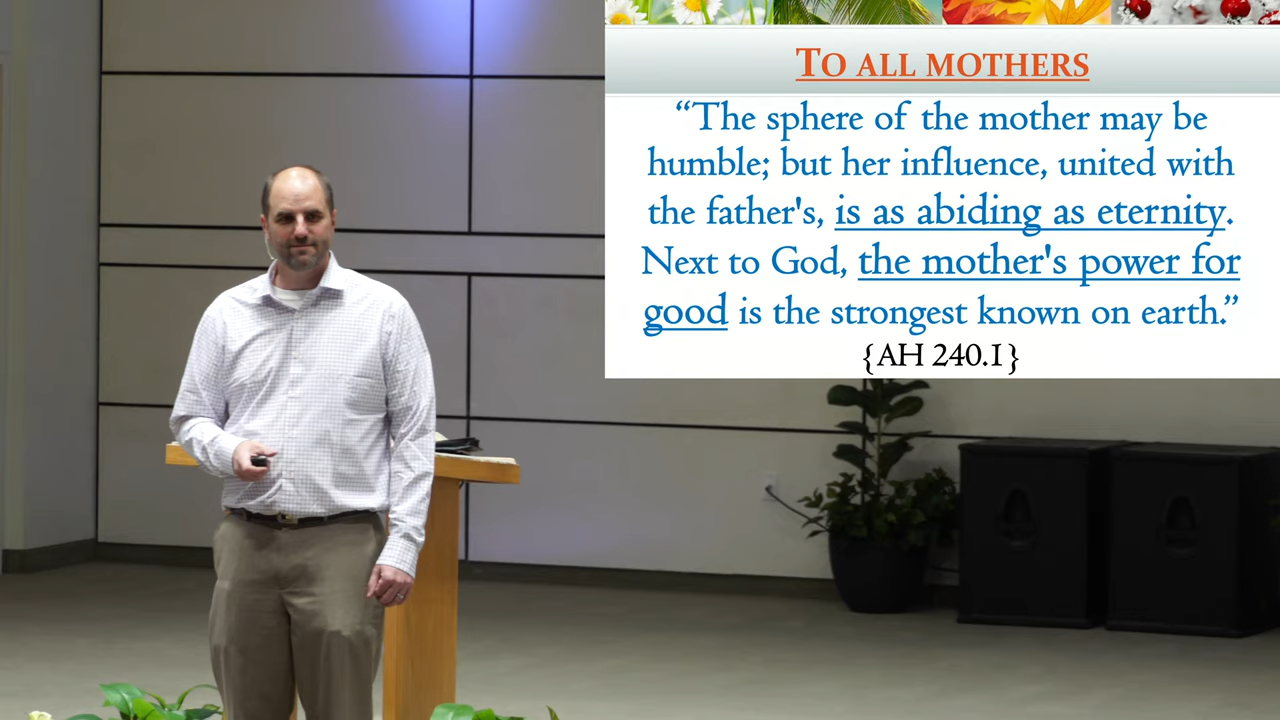 TO ALL MOTHERS
“The sphere of the mother may be
humble; but her influence, united with
the father's, is as abiding as eternity.
Next to God, the mother's power for
good is the strongest known on earth.”
{AH 240.1}